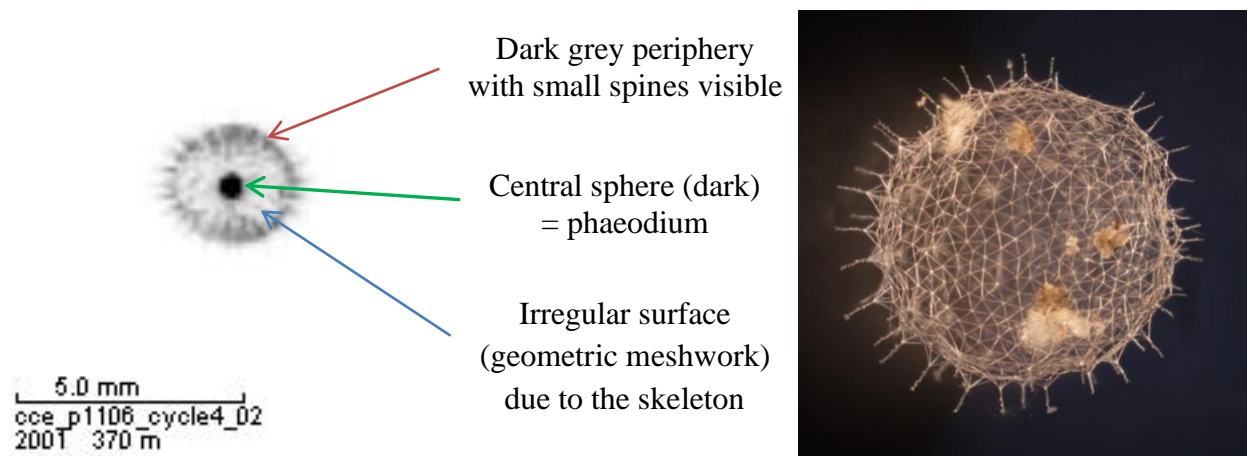 Dark grey periphery
with small spines visible
Central sphere (dark)
= phaeodium
Irregular surface
(geometric meshwork)
due to the skeleton
5.0 mm
cce_p1106_cycle4_02
2001 370 m